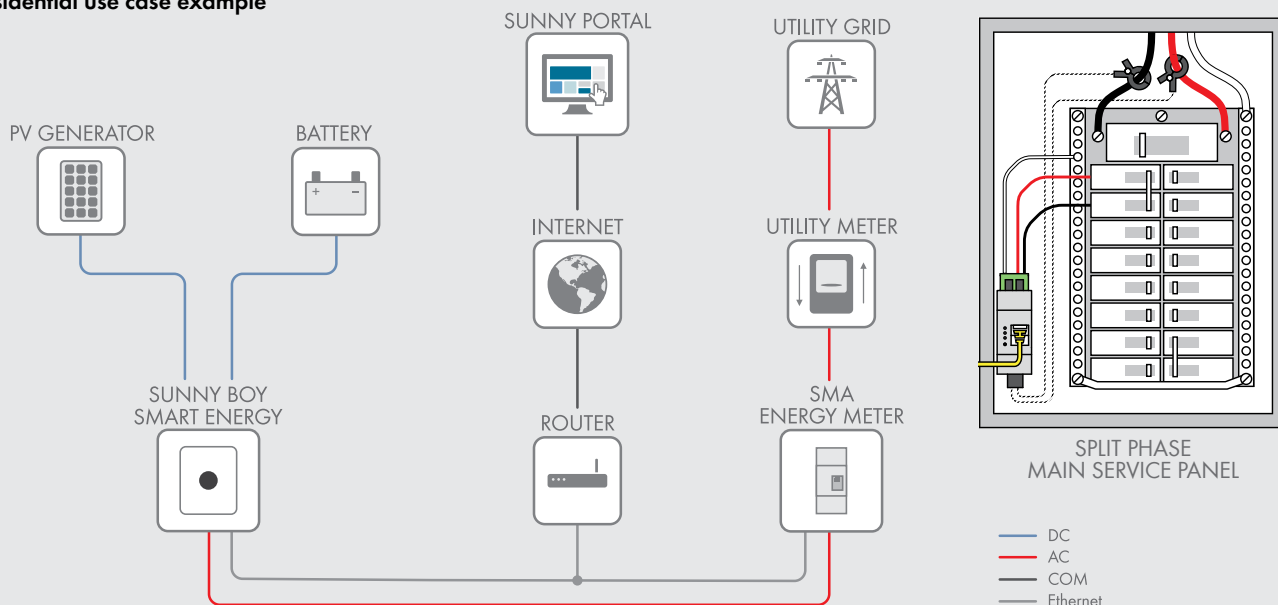 use case example
SUNNY PORTAL
UTILITY GRID
PV GENERATOR
BATTERY
INTERNET
UTILITY METER
SUNNY BOY
SMART ENERGY
ROUTER
SMA
ENERGY METER
SPLIT PHASE
MAIN SERVICE PANEL
DC
AC
COM
Ethernet